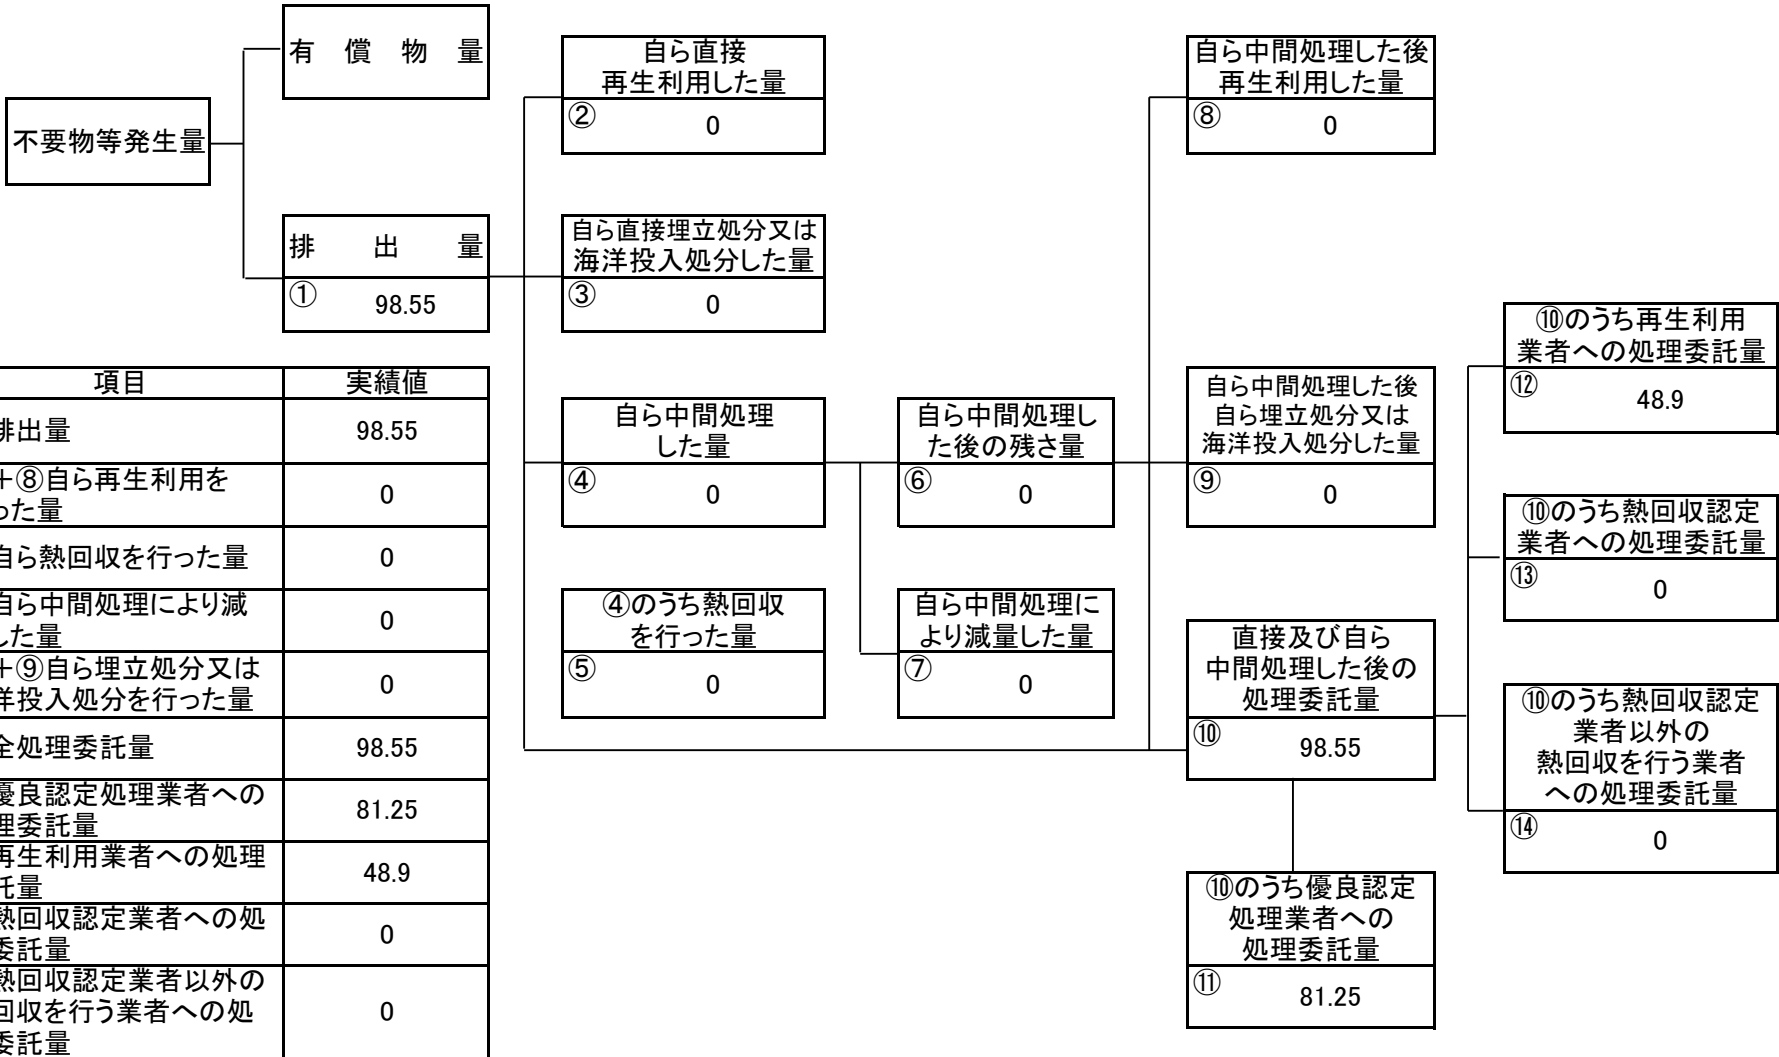 有償物量
不要物等発生量
排出量
①
98.55
自ら直接
再生利用した量
②
0
自ら直接埋立処分又は
海洋投入処分した量
③
0
自ら中間処理
した量
④
0
④のうち熱回収
を行った量
⑤
0
自ら中間処理し
た後の残さ量
⑥
0
自ら中間処理に
より減量した量
⑦
0
自ら中間処理した後
再生利用した量
⑧
0
自ら中間処理した後
自ら埋立処分又は
海洋投入処分した量
⑨
0
直接及び自ら
中間処理した後の
処理委託量
⑩
98.55
⑩のうち優良認定
処理業者への
処理委託量
⑪
81.25
⑩のうち再生利用
業者への処理委託量
⑫
48.9
⑩のうち熱回収認定
業者への処理委託量
⑬
0
⑩のうち熱回収認定
業者以外の
熱回収を行う業者
への処理委託量
⑭
0
項目
実績値
排出量
98.55
+⑧自ら再生利用を
った量
0
自ら熱回収を行った量
0
自ら中間処理により減
した量
0
+⑨自ら埋立処分又は
洋投入処分を行った量
0
全処理委託量
98.55
優良認定処理業者への
理委託量
81.25
再生利用業者への処理
託量
48.9
熱回収認定業者への処
委託量
0
熱回収認定業者以外の
回収を行う業者への処
委託量
0